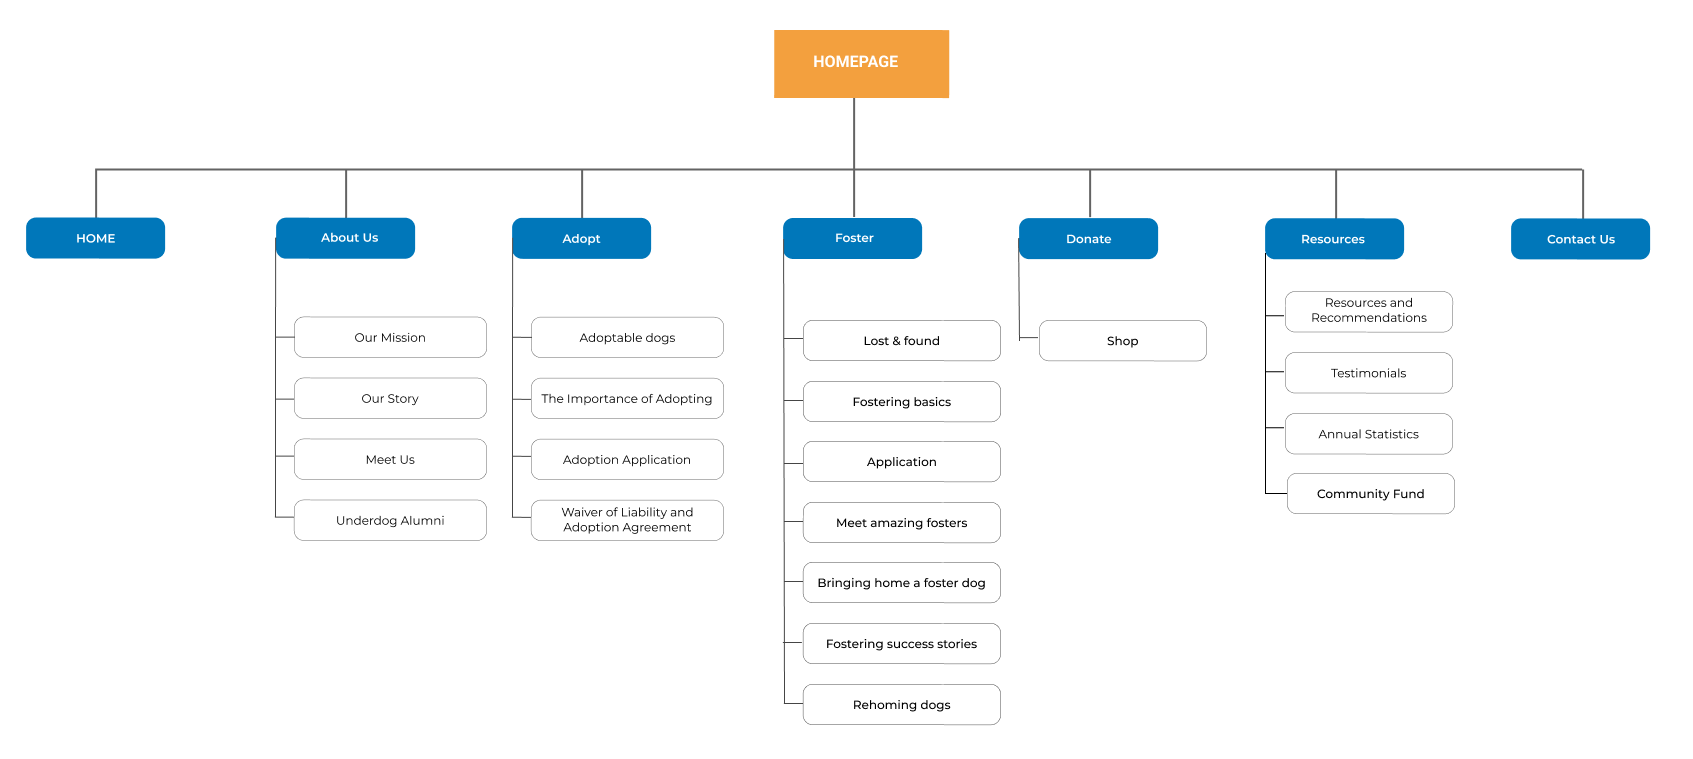 HOMEPAGE
HOME
About Us
Adopt
Foster
Donate
Resources
Contact Us
Our Mission
Our Story
Meet Us
Underdog Alumni
Adoptable dogs
The Importance of Adopting
Adoption Application
Waiver of Liability and
Adoption Agreement
Lost & found
Fostering basics
Application
Meet amazing fosters
Bringing home a foster dog
Fostering success stories
Rehoming dogs
Shop
Resources and
Recommendations
Testimonials
Annual Statistics
Community Fund